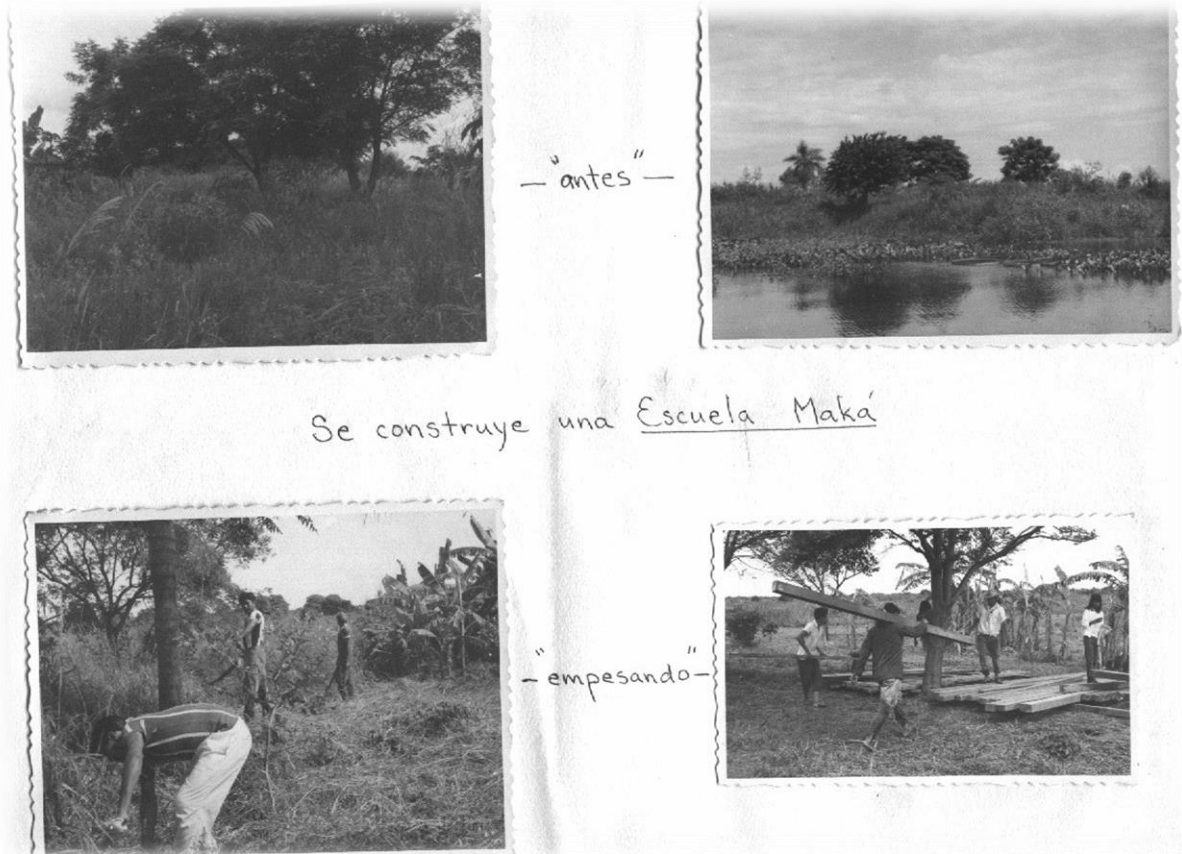 —"antes"—
Se construye una Escuela Maká
-"empesando"-